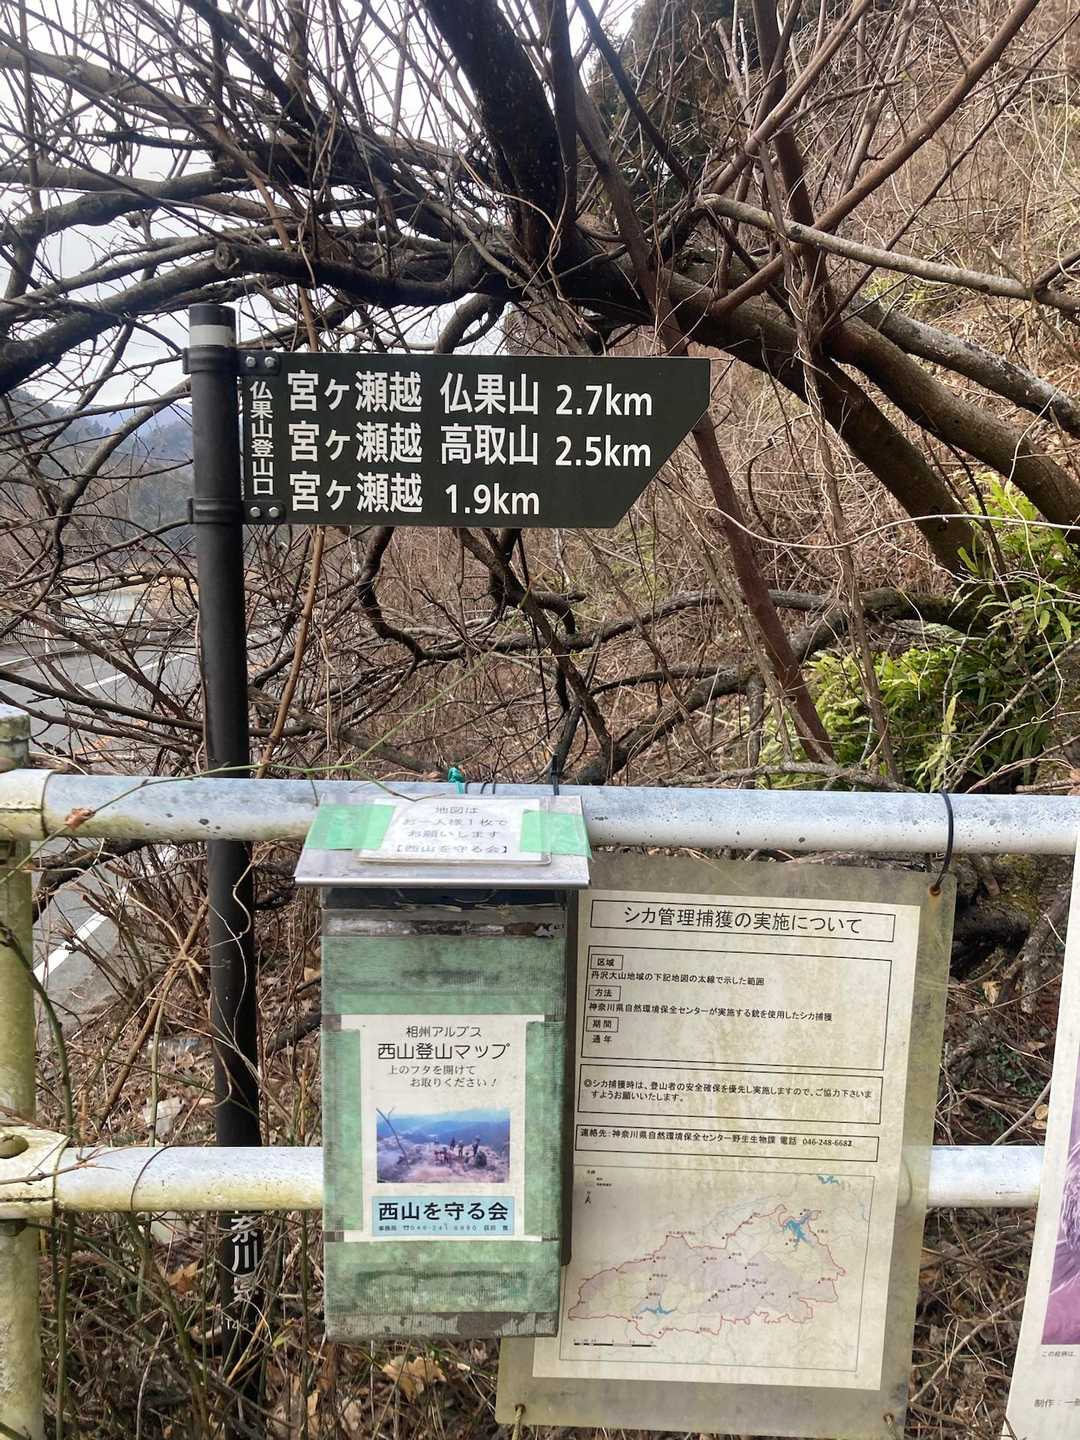 仏果山登山口
宮ヶ瀬越 仏果山 2.7km
宮ヶ瀬越 高取山 2.5km
宮ヶ瀬越 1.9km
地図は
お一人様1枚で
お願いします
【西山を守る会】
相州アルプス
西山登山マップ
上のフタを開けて
お取りください!
西山を守る会
シカ管理捕獲の実施について
区域
丹沢大山地域の下記地図の太線で示した範囲
方法
神奈川県自然環境保全センターが実施する銃を使用したシカ捕獲
期間
通年
◎シカ捕獲時は、登山者の安全確保を優先し実施しますので、ご協力下さいま
すようお願いいたします。
連絡先:神奈川県自然環境保全センター野生生物課 電話 046-248-6682
奈川県
この絵柄は、
制作:一